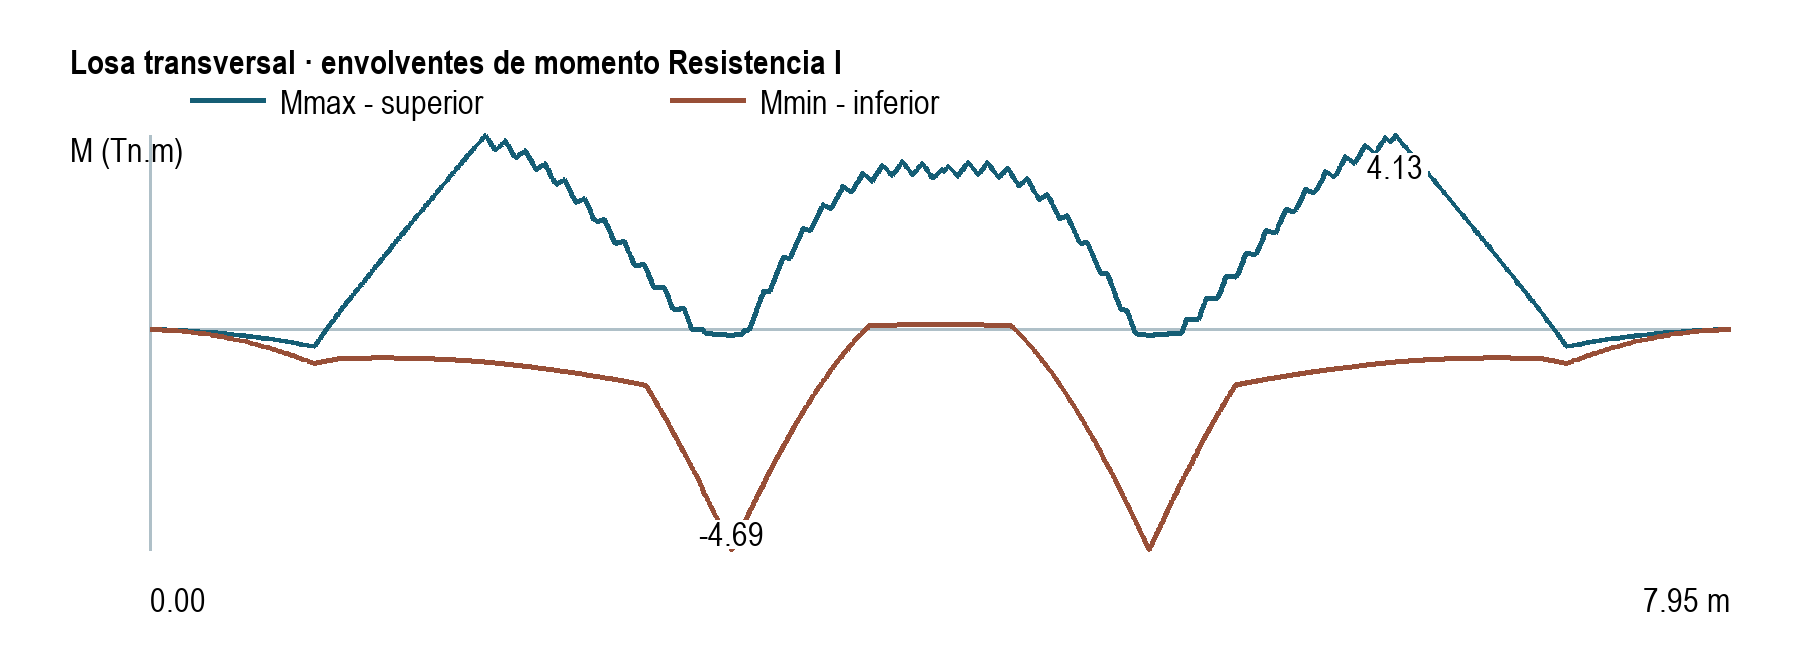 Losa transversal · envolventes de momento Resistencia I
Mmax - superior
Mmin - inferior
M (Tn.m)
4.13
-4.69
0.00
7.95 m